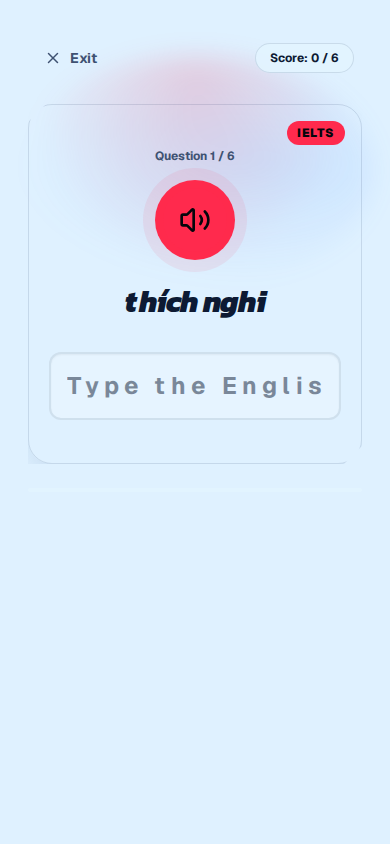 Exit
Score: 0 / 6
IELTS
Question 1 / 6
thích nghi
Type the Englis